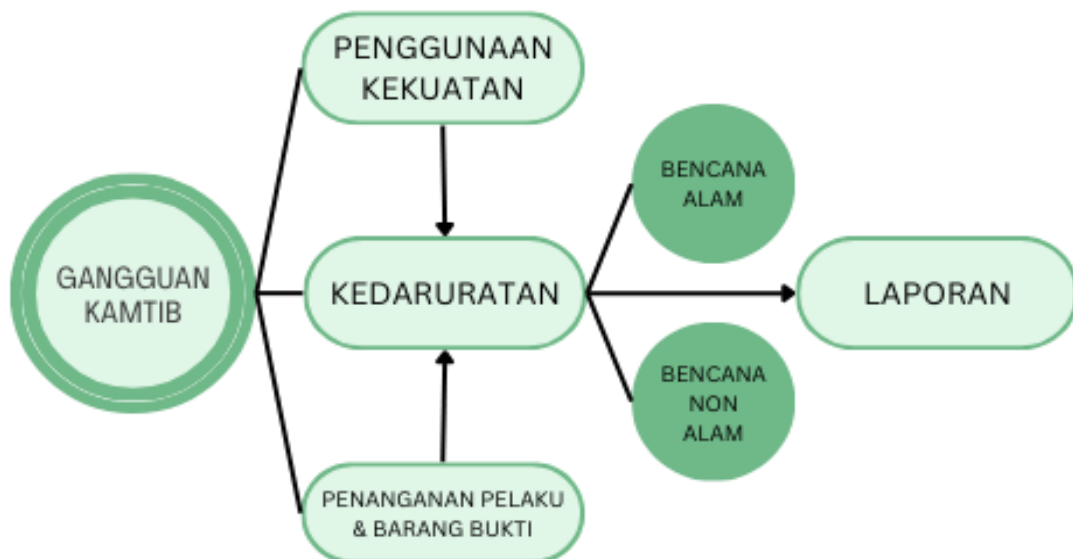 PENGGUNAAN
KEKUATAN
BENCANA
ALAM
GANGGUAN
KAMTIB
KEDARURATAN
LAPORAN
BENCANA
NON
ALAM
PENANGANAN PELAKU
& BARANG BUKTI